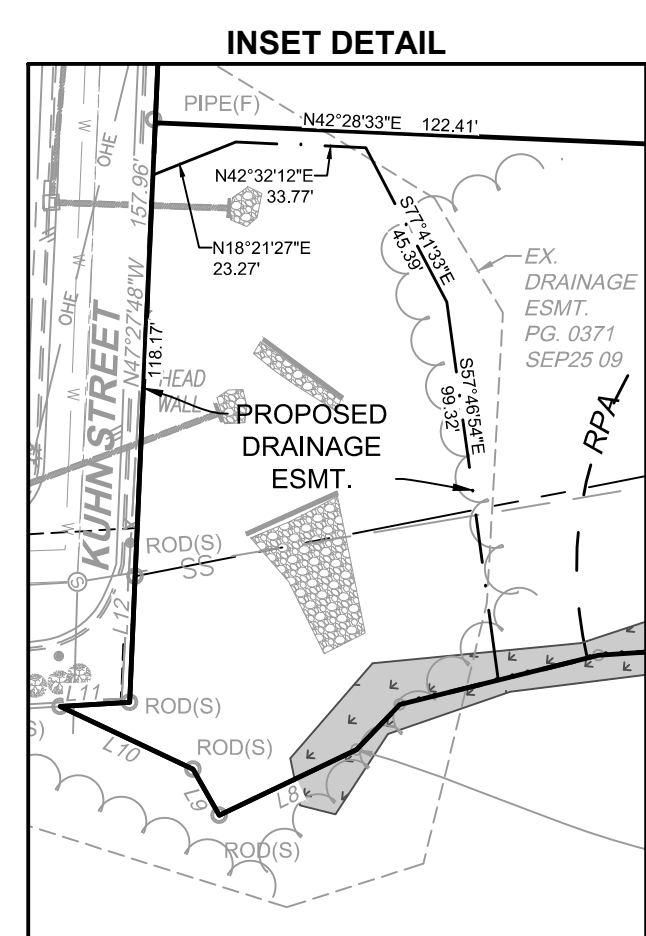 INSET DETAIL
PIPE(F)
N42°28'33"E 122.41'
W
OHE
157.96'
N42°32'12"E
33.77'
N18°21'27"E
23.27'
S77°41'33"E
45.39'
EX.
DRAINAGE
ESMT.
PG. 0371
SEP25 09
W
OHE
N47°27'48"W
118.17'
KUHN STREET
HEAD
WALL
S57°46'54"E
99.32'
PROPOSED
DRAINAGE
ESMT.
RPA
W
W
ROD(S)
SS
S
L12
L11
ROD(S)
S)
L10
ROD(S)
L9
L8
ROD(S)